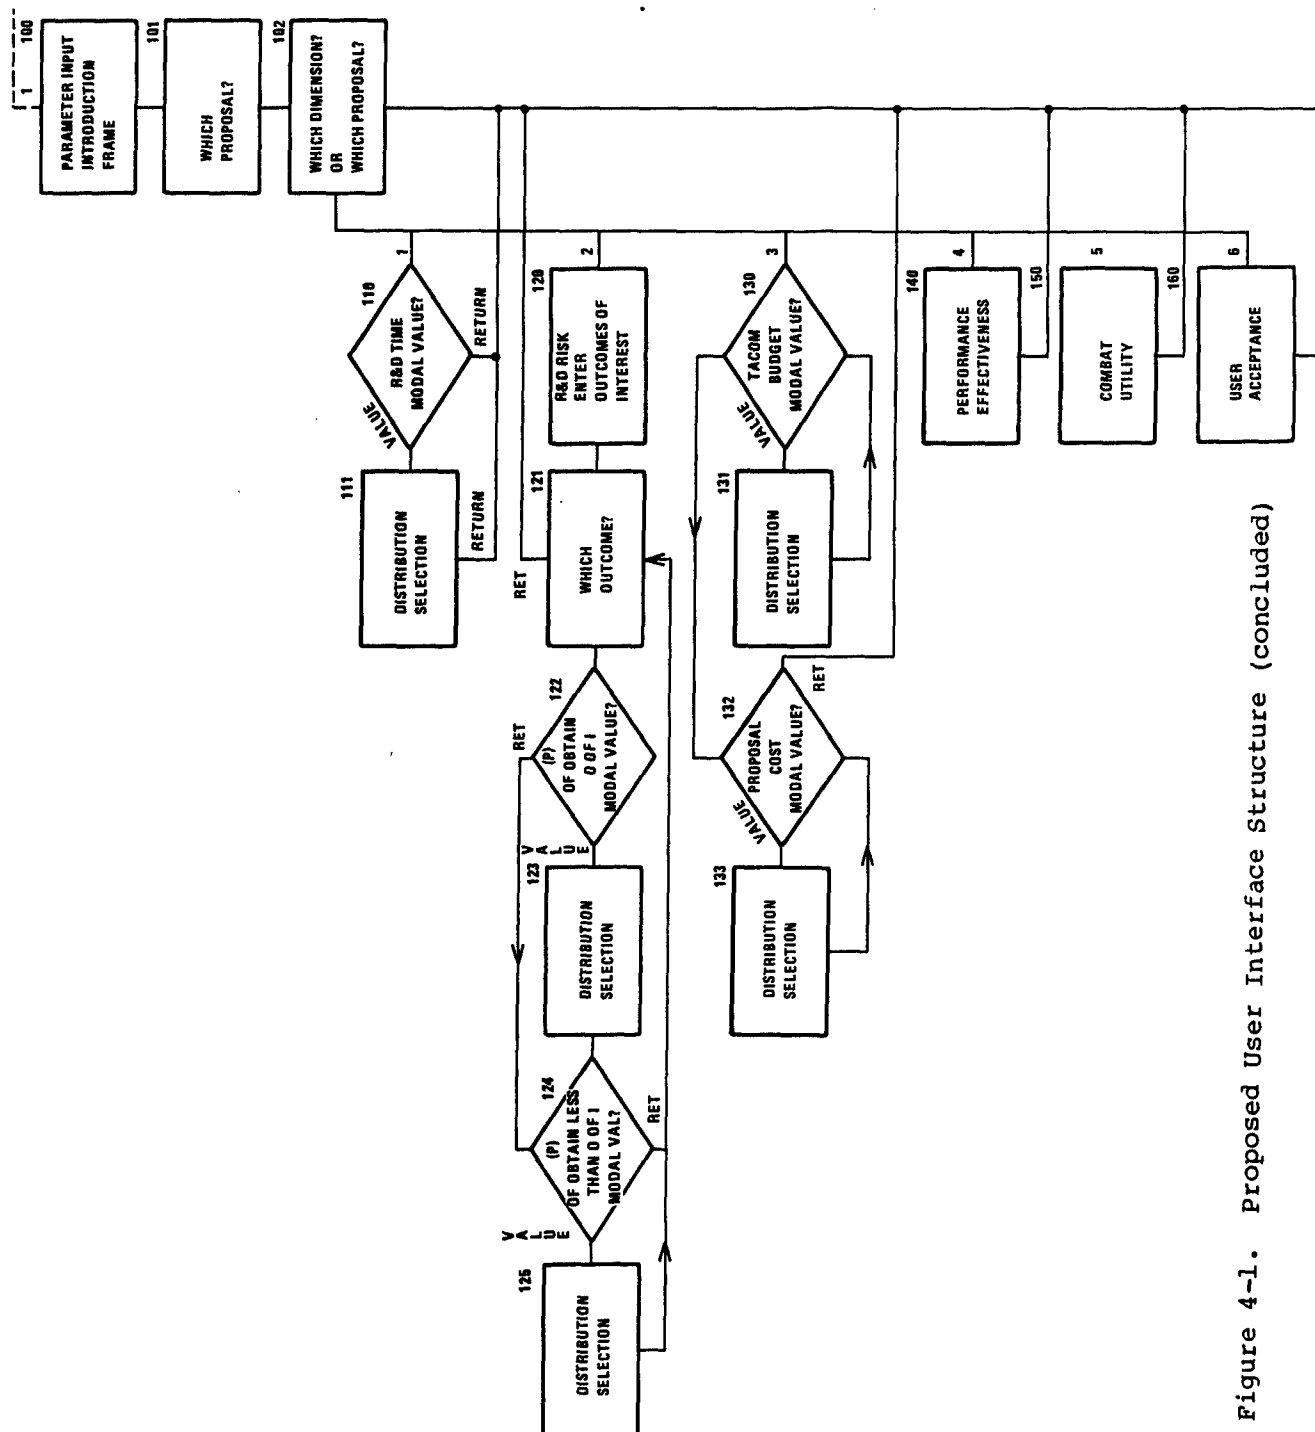 1
100
PARAMETER INPUT
INTRODUCTION
FRAME
101
WHICH
PROPOSAL?
102
WHICH DIMENSION?
OR
WHICH PROPOSAL?
1
110
R&D TIME
MODAL VALUE?
VALUE
RETURN
111
DISTRIBUTION
SELECTION
RETURN
2
120
R&D RISK
ENTER
OUTCOMES OF
INTEREST
121
WHICH
OUTCOME?
RET
122
(P)
OF OBTAIN
O OF I
MODAL VALUE?
RET
VALUE
123
DISTRIBUTION
SELECTION
124
(P)
OF OBTAIN LESS
THAN O OF I
MODAL VAL?
RET
VALUE
125
DISTRIBUTION
SELECTION
3
130
TACOM
BUDGET
MODAL VALUE?
VALUE
131
DISTRIBUTION
SELECTION
132
PROPOSAL
COST
MODAL VALUE?
RET
VALUE
133
DISTRIBUTION
SELECTION
4
140
PERFORMANCE
EFFECTIVENESS
5
150
COMBAT
UTILITY
6
160
USER
ACCEPTANCE
Figure 4-1. Proposed User Interface Structure (concluded)